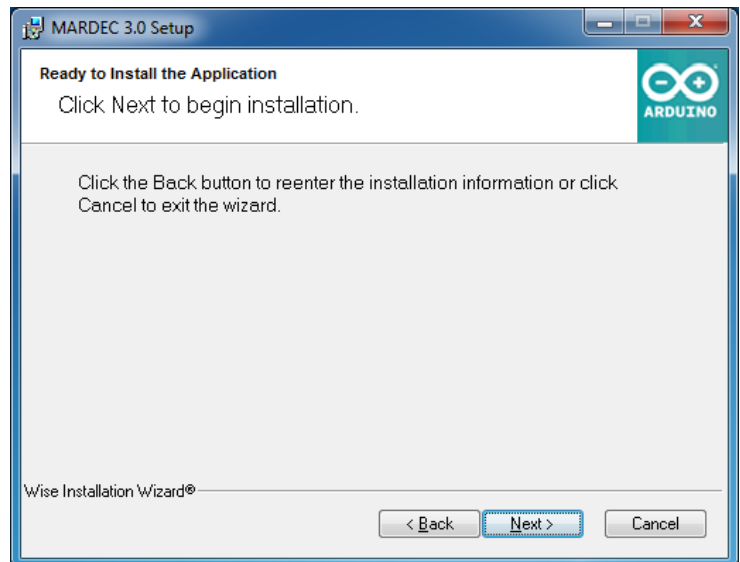 MARDEC 3.0 Setup
Ready to Install the Application
Click Next to begin installation.
ARDUINO
Click the Back button to reenter the installation information or click
Cancel to exit the wizard.
Wise Installation Wizard®
< Back Next > Cancel